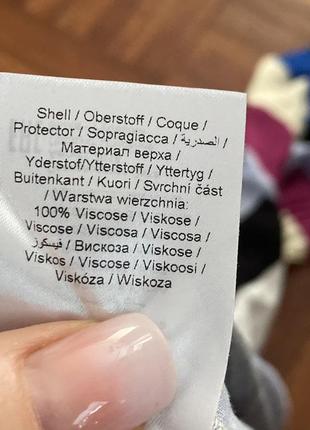 Shell / Oberstoff / Coque /
Protector / Sopragiacca / الصدرية /
Материал верха /
Yderstof/Ytterstoff / Yttertyg /
Buitenkant / Kuori / Svrchní část
/ Warstwa wierzchnia:
100% Viscose / Viskose /
Viscose / Viscosa / Viscosa /
فيسكوز / Вискоза / Viskose /
Viskos / Viscose / Viskoosi /
Viskóza / Wiskoza